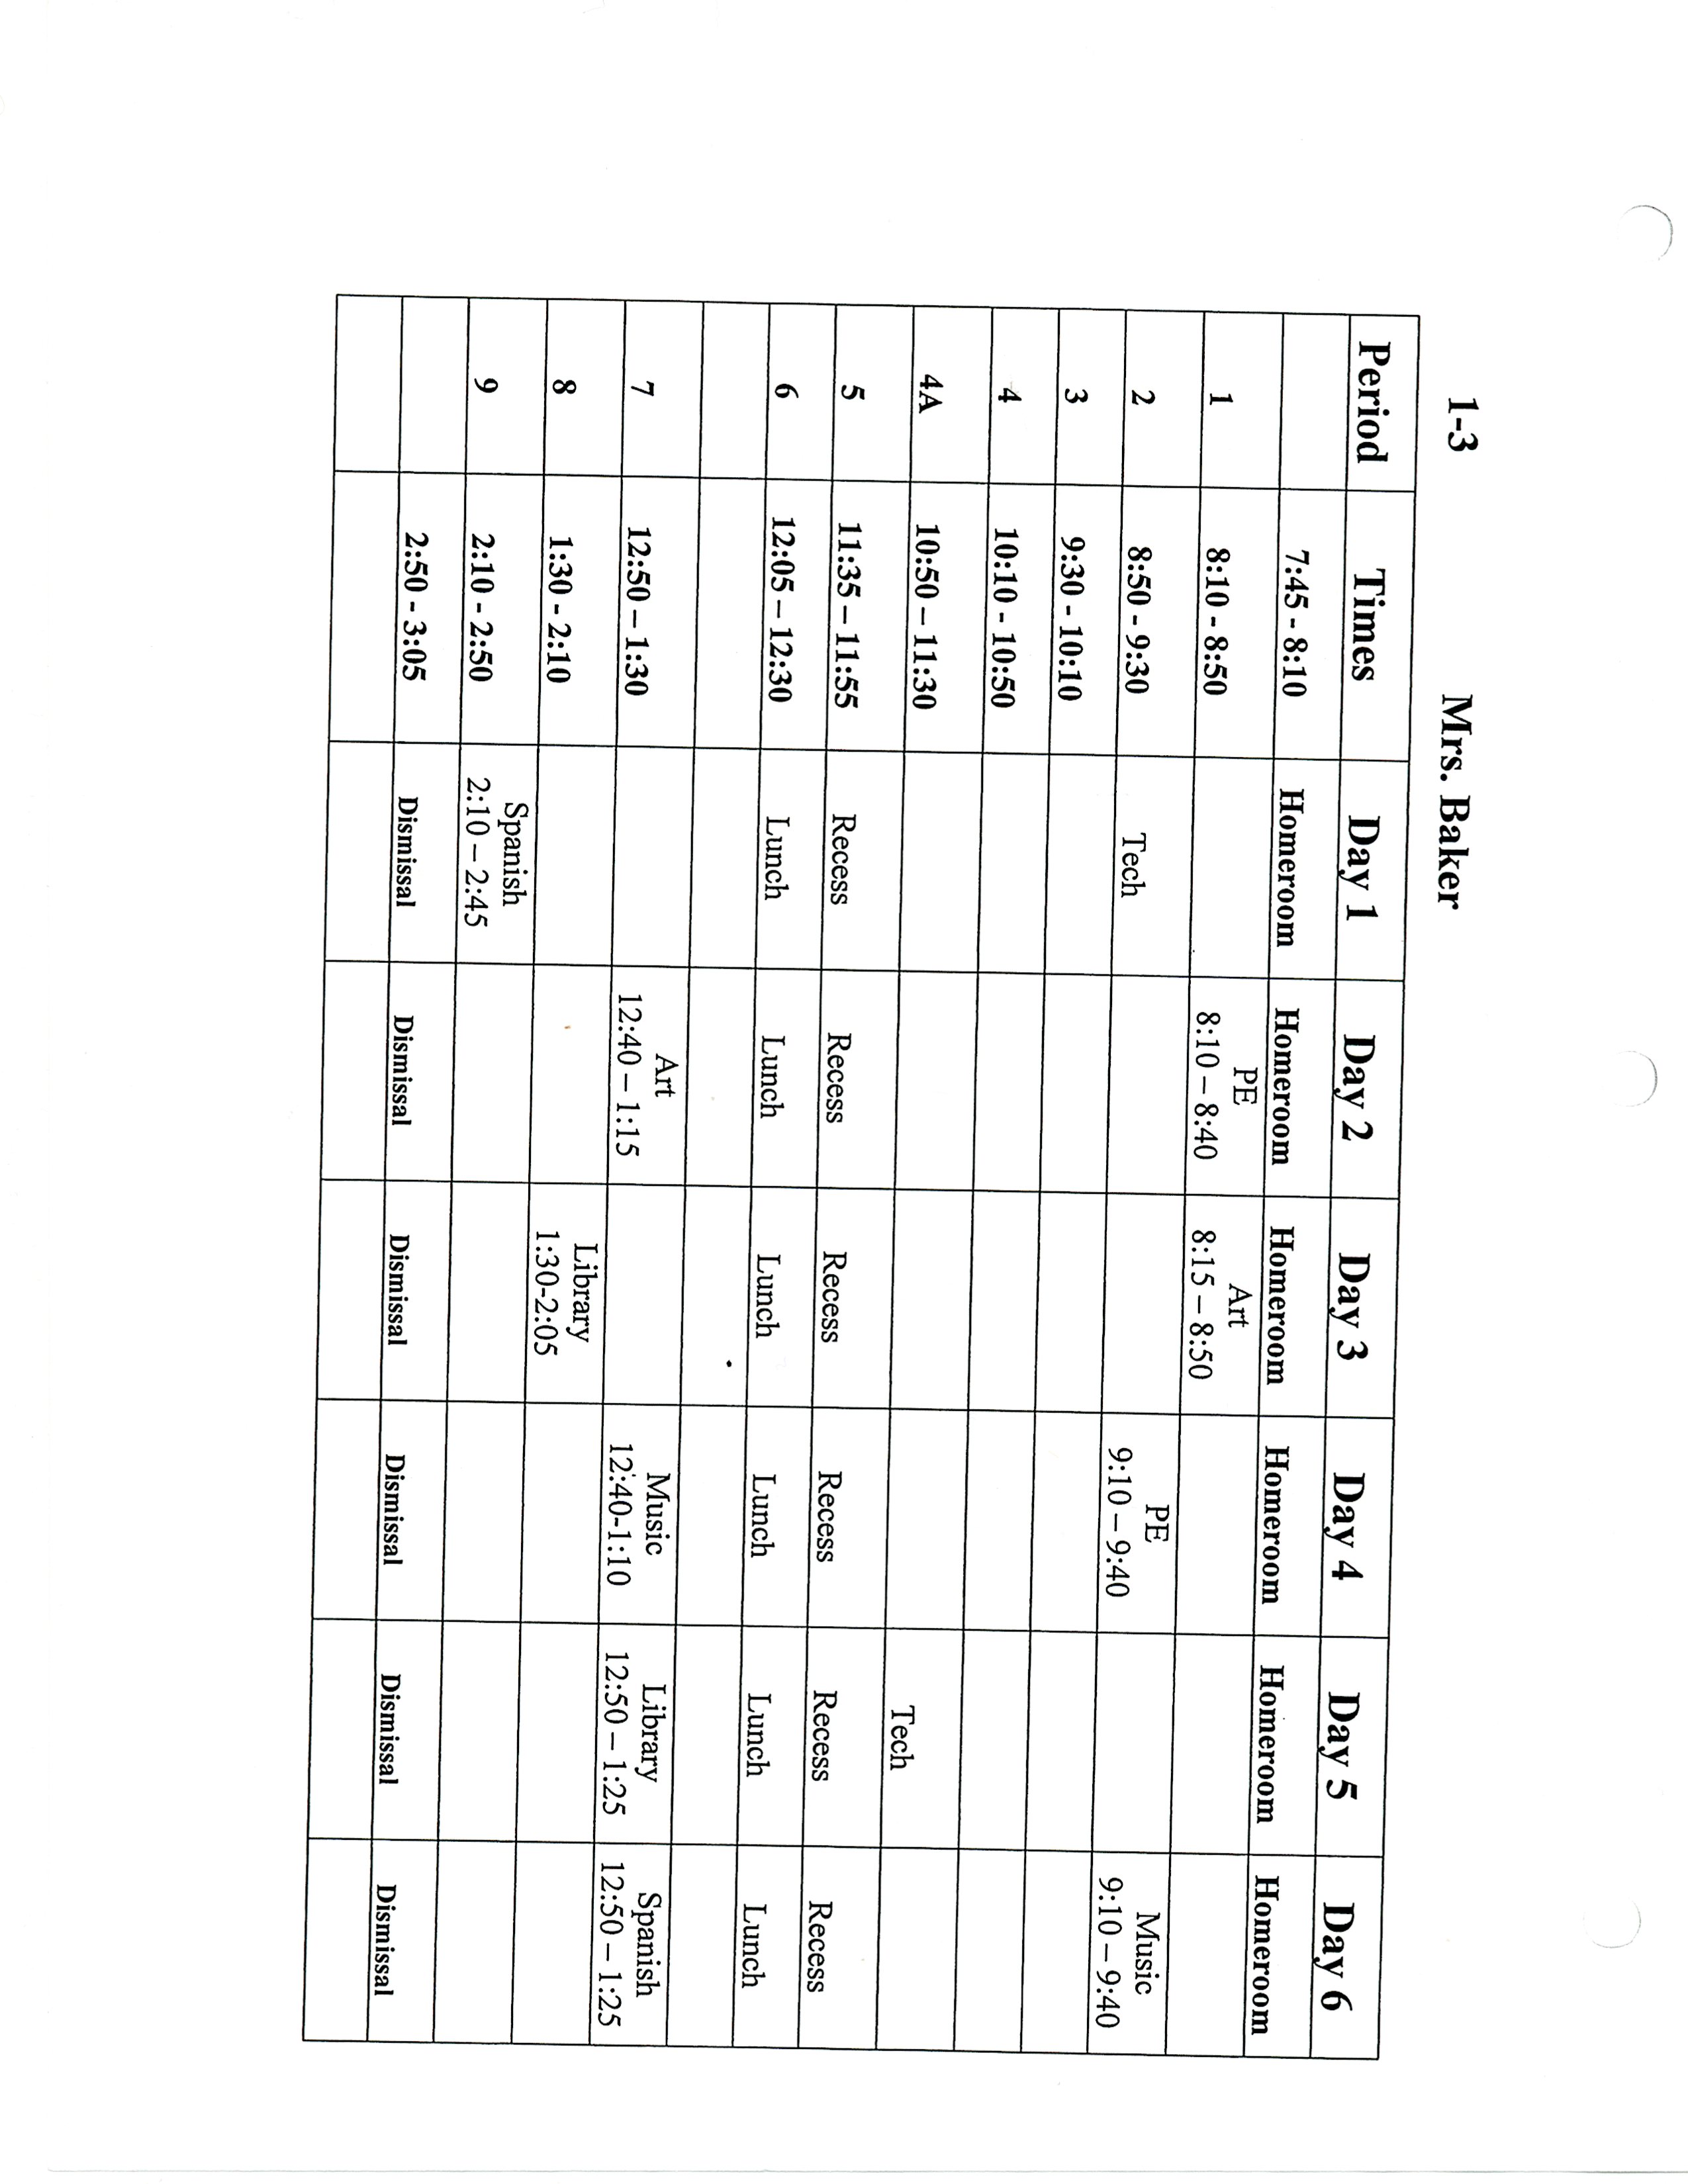 1-3 Mrs. Baker
Period Times Day 1 Day 2 Day 3 Day 4 Day 5 Day 6
7:45 - 8:10 Homeroom Homeroom Homeroom Homeroom Homeroom Homeroom
1 8:10 - 8:50 PE 8:10 – 8:40 Art 8:15 – 8:50
2 8:50 - 9:30 Tech PE 9:10 – 9:40 Music 9:10 – 9:40
3 9:30 - 10:10
4 10:10 - 10:50
4A 10:50 – 11:30 Tech
5 11:35 – 11:55 Recess Recess Recess Recess Recess Recess
6 12:05 – 12:30 Lunch Lunch Lunch Lunch Lunch Lunch
7 12:50 – 1:30 Art 12:40 – 1:15 Music 12:40-1:10 Library 12:50 – 1:25 Spanish 12:50 – 1:25
8 1:30 - 2:10 Library 1:30-2:05
9 2:10 - 2:50 Spanish 2:10 – 2:45
2:50 - 3:05 Dismissal Dismissal Dismissal Dismissal Dismissal Dismissal